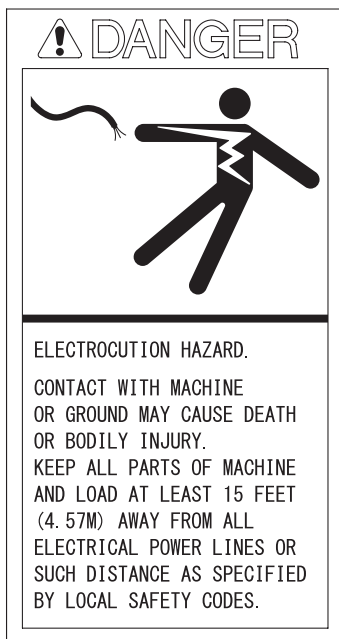 DANGER
ELECTROCUTION HAZARD.
CONTACT WITH MACHINE
OR GROUND MAY CAUSE DEATH
OR BODILY INJURY.
KEEP ALL PARTS OF MACHINE
AND LOAD AT LEAST 15 FEET
(4.57M) AWAY FROM ALL
ELECTRICAL POWER LINES OR
SUCH DISTANCE AS SPECIFIED
BY LOCAL SAFETY CODES.